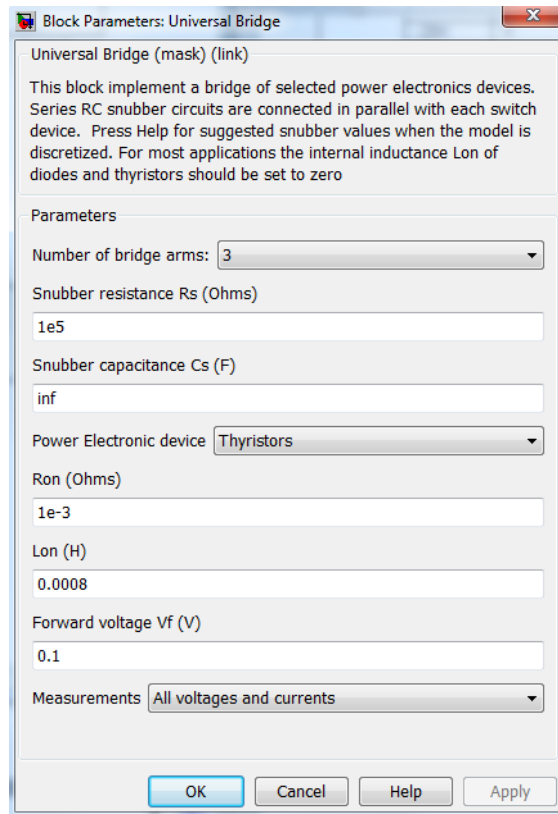 Block Parameters: Universal Bridge
Universal Bridge (mask) (link)
This block implement a bridge of selected power electronics devices.
Series RC snubber circuits are connected in parallel with each switch
device. Press Help for suggested snubber values when the model is
discretized. For most applications the internal inductance Lon of
diodes and thyristors should be set to zero
Parameters
Number of bridge arms: 3
Snubber resistance Rs (Ohms)
1e5
Snubber capacitance Cs (F)
inf
Power Electronic device Thyristors
Ron (Ohms)
1e-3
Lon (H)
0.0008
Forward voltage Vf (V)
0.1
Measurements All voltages and currents
OK Cancel Help Apply